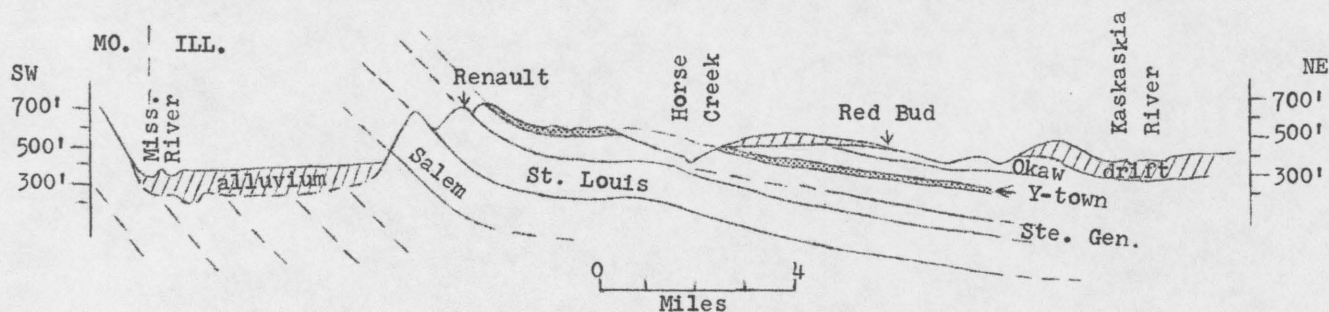 MO. ILL.
SW
NE
700'
500'
300'
Miss. River
alluvium
Renault
Salem
St. Louis
Horse Creek
Red Bud
Kaskaskia River
Okaw
drift
Y-town
Ste. Gen.
700'
500'
300'
0 4
Miles